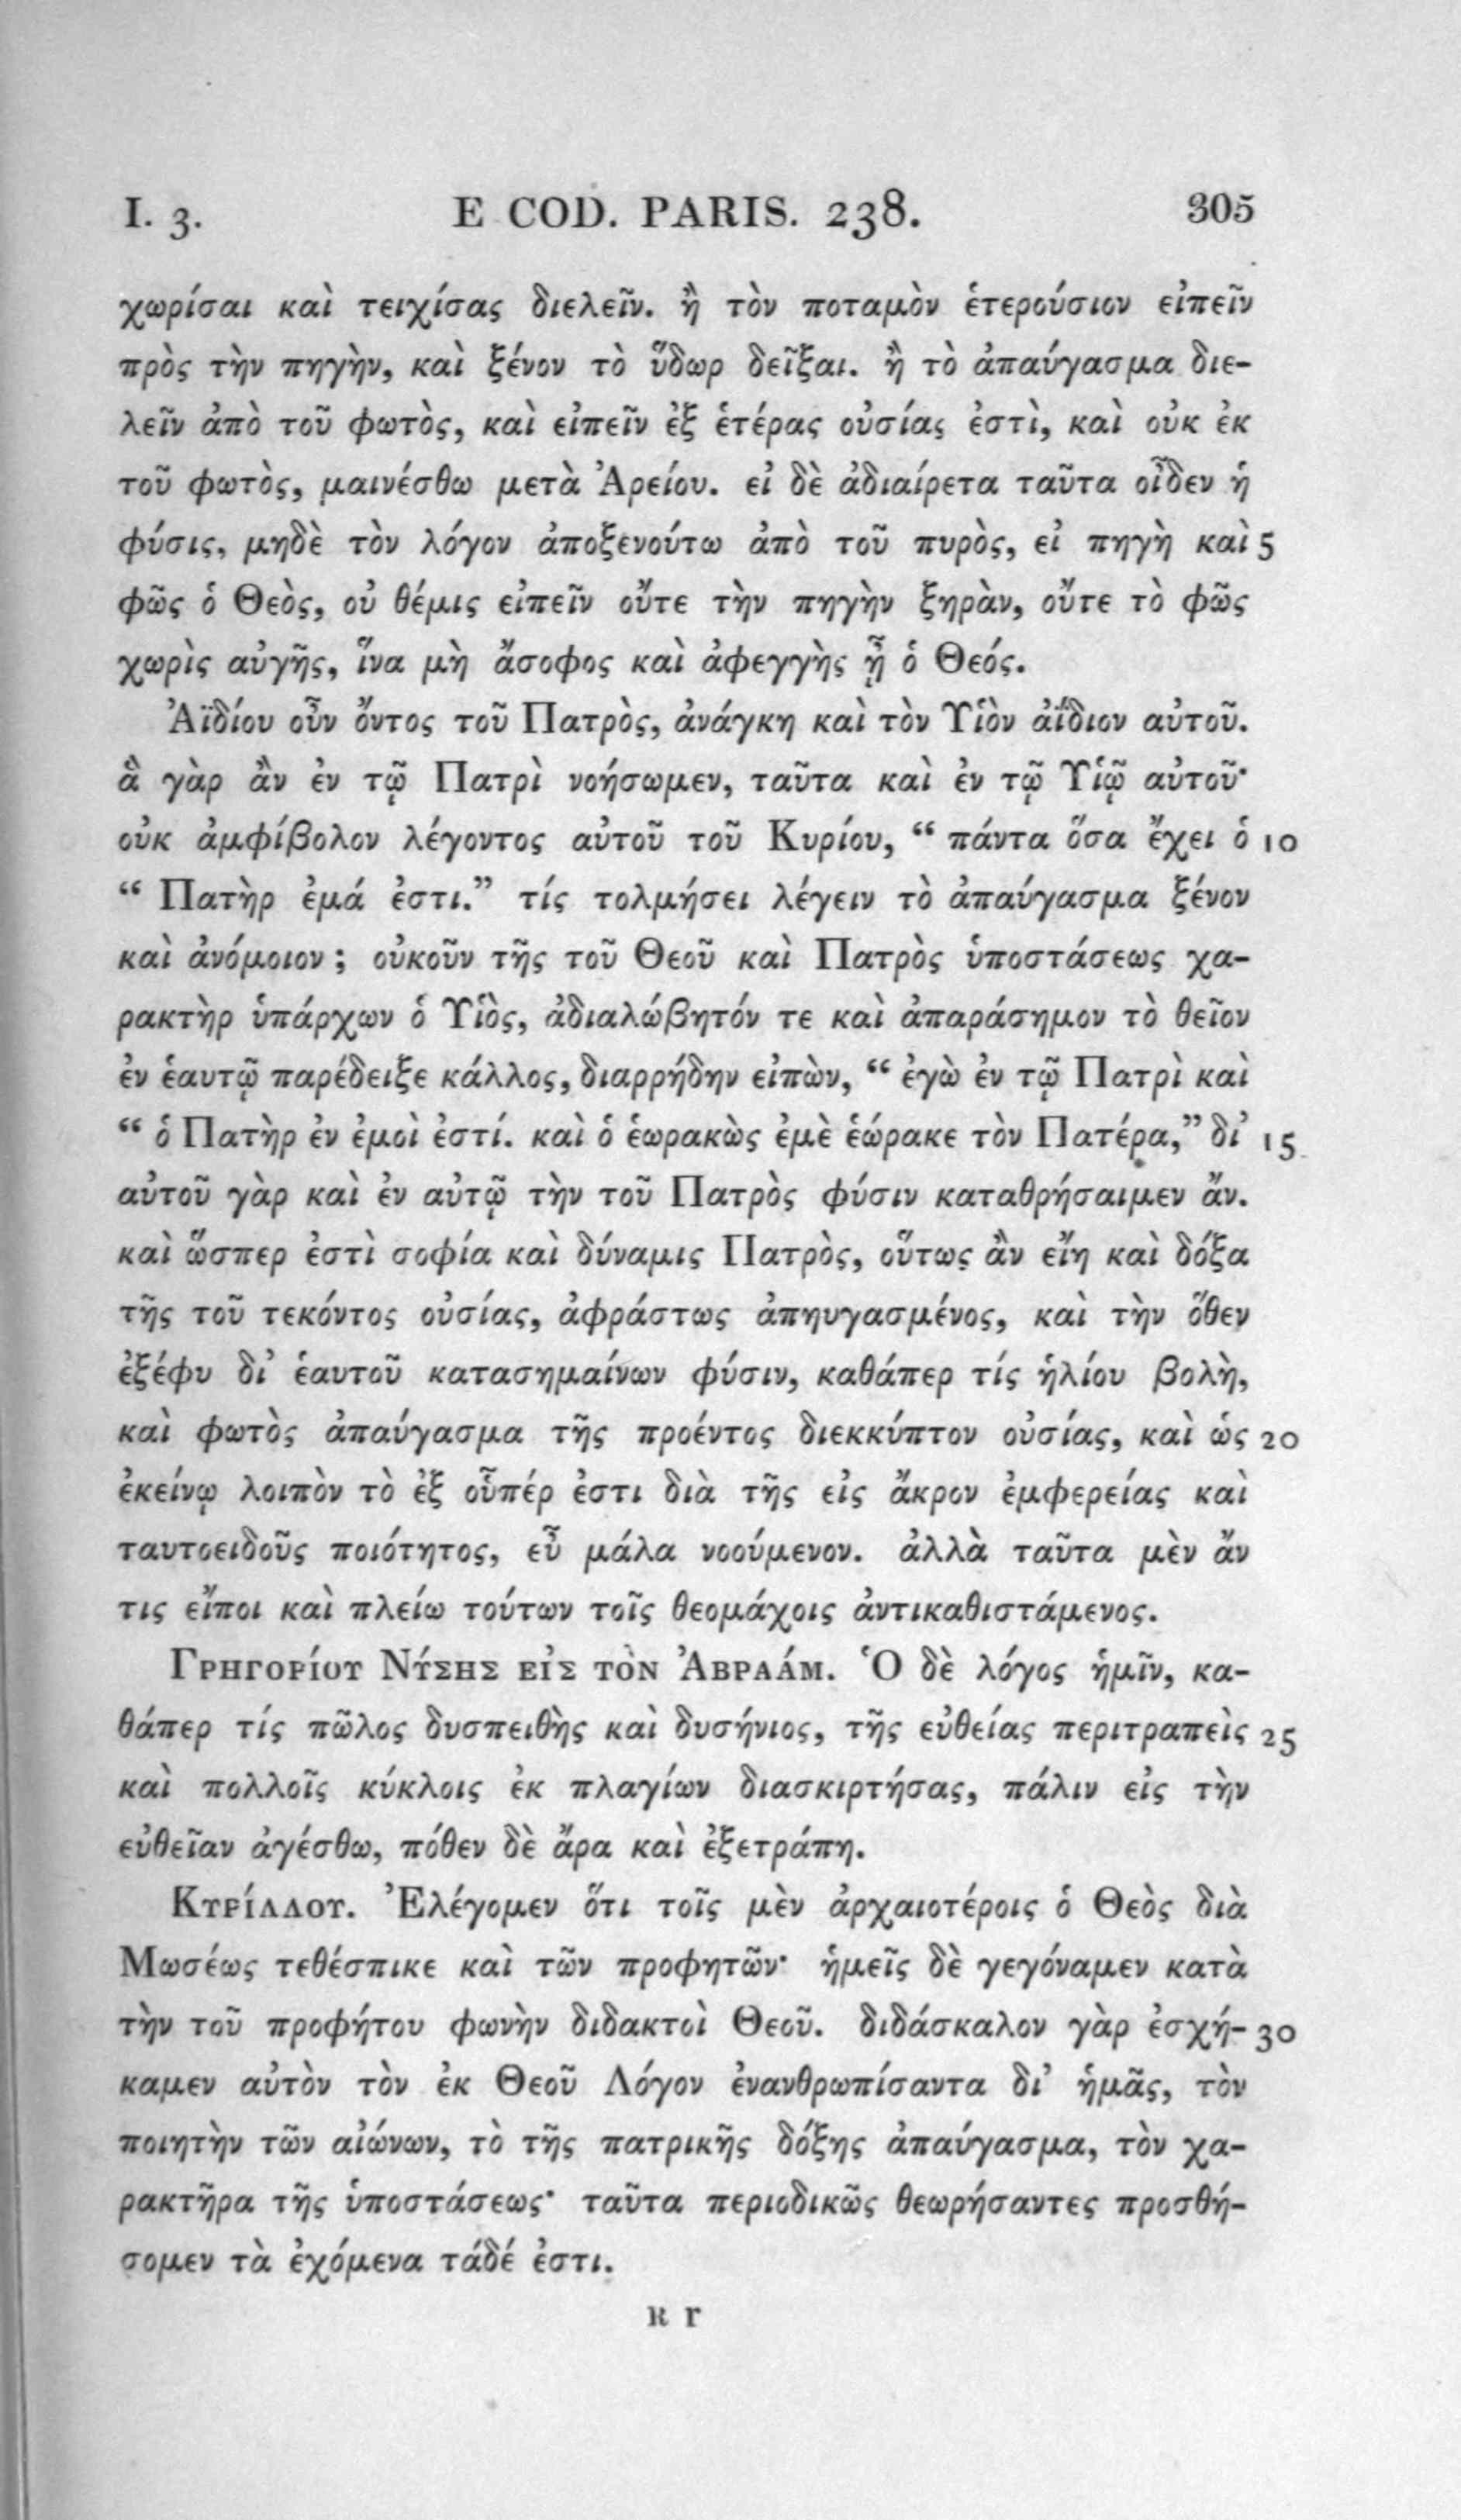 I. 3. E COD. PARIS. 238. 305
χωρίσαι καὶ τειχίσας διελεῖν. ἢ τὸν ποταμὸν ἑτερούσιον εἰπεῖν
πρὸς τὴν πηγὴν, καὶ ξένον τὸ ὕδωρ δεῖξαι. ἢ τὸ ἀπαύγασμα διε-
λεῖν ἀπὸ τοῦ φωτὸς, καὶ εἰπεῖν ἐξ ἑτέρας οὐσίας ἐστὶ, καὶ οὐκ ἐκ
τοῦ φωτὸς, μαινέσθω μετὰ Ἀρείου. εἰ δὲ ἀδιαίρετα ταῦτα οἶδεν ἡ
φύσις, μηδὲ τὸν λόγον ἀποξενούτω ἀπὸ τοῦ πυρὸς, εἰ πηγὴ καὶ 5
φῶς ὁ Θεὸς, οὐ θέμις εἰπεῖν οὔτε τὴν πηγὴν ξηρὰν, οὔτε τὸ φῶς
χωρὶς αὐγῆς, ἵνα μὴ ἄσοφος καὶ ἀφεγγὴς ᾖ ὁ Θεός.
Ἀϊδίου οὖν ὄντος τοῦ Πατρὸς, ἀνάγκη καὶ τὸν Υἱὸν ἀΐδιον αὐτοῦ.
ἃ γὰρ ἂν ἐν τῷ Πατρὶ νοήσωμεν, ταῦτα καὶ ἐν τῷ Υἱῷ αὐτοῦ·
οὐκ ἀμφίβολον λέγοντος αὐτοῦ τοῦ Κυρίου, “ πάντα ὅσα ἔχει ὁ 10
“ Πατὴρ ἐμά ἐστι.” τίς τολμήσει λέγειν τὸ ἀπαύγασμα ξένον
καὶ ἀνόμοιον ; οὐκοῦν τῆς τοῦ Θεοῦ καὶ Πατρὸς ὑποστάσεως χα-
ρακτὴρ ὑπάρχων ὁ Υἱὸς, ἀδιαλώβητόν τε καὶ ἀπαράσημον τὸ θεῖον
ἐν ἑαυτῷ παρέδειξε κάλλος, διαρρήδην εἰπὼν, “ ἐγὼ ἐν τῷ Πατρὶ καὶ
“ ὁ Πατὴρ ἐν ἐμοὶ ἐστί. καὶ ὁ ἑωρακὼς ἐμὲ ἑώρακε τὸν Πατέρα,” δι’ 15
αὐτοῦ γὰρ καὶ ἐν αὐτῷ τὴν τοῦ Πατρὸς φύσιν καταθρήσαιμεν ἄν.
καὶ ὥσπερ ἐστὶ σοφία καὶ δύναμις Πατρὸς, οὕτως ἂν εἴη καὶ δόξα
τῆς τοῦ τεκόντος οὐσίας, ἀφράστως ἀπηυγασμένος, καὶ τὴν ὅθεν
ἐξέφυ δι’ ἑαυτοῦ κατασημαίνων φύσιν, καθάπερ τίς ἡλίου βολὴ,
καὶ φωτὸς ἀπαύγασμα τῆς προέντος διεκκύπτον οὐσίας, καὶ ὡς 20
ἐκείνῳ λοιπὸν τὸ ἐξ οὗπέρ ἐστι διὰ τῆς εἰς ἄκρον ἐμφερείας καὶ
ταυτοειδοῦς ποιότητος, εὖ μάλα νοούμενον. ἀλλὰ ταῦτα μὲν ἄν
τις εἴποι καὶ πλείω τούτων τοῖς θεομάχοις ἀντικαθιστάμενος.
Γρηγορίου Νύσης εἰς τὸν Ἀβραάμ. Ὁ δὲ λόγος ἡμῖν, κα-
θάπερ τίς πῶλος δυσπειθὴς καὶ δυσήνιος, τῆς εὐθείας περιτραπεὶς 25
καὶ πολλοῖς κύκλοις ἐκ πλαγίων διασκιρτήσας, πάλιν εἰς τὴν
εὐθεῖαν ἀγέσθω, πόθεν δὲ ἄρα καὶ ἐξετράπη.
Κυρίλλου. Ἐλέγομεν ὅτι τοῖς μὲν ἀρχαιοτέροις ὁ Θεὸς διὰ
Μωσέως τεθέσπικε καὶ τῶν προφητῶν· ἡμεῖς δὲ γεγόναμεν κατὰ
τὴν τοῦ προφήτου φωνὴν διδακτοὶ Θεοῦ. διδάσκαλον γὰρ ἐσχή- 30
καμεν αὐτὸν τὸν ἐκ Θεοῦ Λόγον ἐνανθρωπίσαντα δι’ ἡμᾶς, τὸν
ποιητὴν τῶν αἰώνων, τὸ τῆς πατρικῆς δόξης ἀπαύγασμα, τὸν χα-
ρακτῆρα τῆς ὑποστάσεως· ταῦτα περιοδικῶς θεωρήσαντες προσθή-
σομεν τὰ ἐχόμενα τάδέ ἐστι.
R r